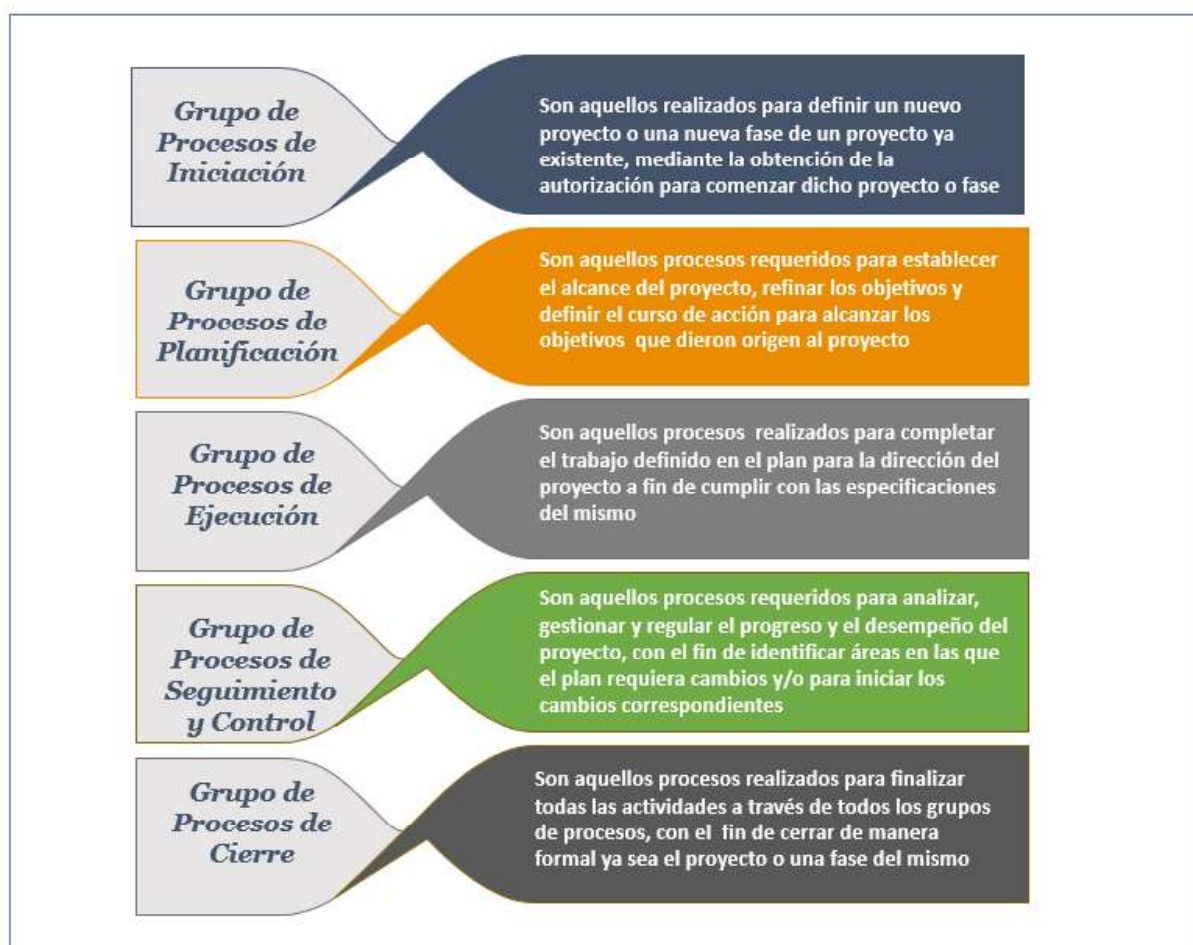 Grupo de
Procesos de
Iniciación
Son aquellos realizados para definir un nuevo
proyecto o una nueva fase de un proyecto ya
existente, mediante la obtención de la
autorización para comenzar dicho proyecto o fase
Grupo de
Procesos de
Planificación
Son aquellos procesos requeridos para establecer
el alcance del proyecto, refinar los objetivos y
definir el curso de acción para alcanzar los
objetivos que dieron origen al proyecto
Grupo de
Procesos de
Ejecución
Son aquellos procesos realizados para completar
el trabajo definido en el plan para la dirección del
proyecto a fin de cumplir con las especificaciones
del mismo
Grupo de
Procesos de
Seguimiento
y Control
Son aquellos procesos requeridos para analizar,
gestionar y regular el progreso y el desempeño del
proyecto, con el fin de identificar áreas en las que
el plan requiera cambios y/o para iniciar los
cambios correspondientes
Grupo de
Procesos de
Cierre
Son aquellos procesos realizados para finalizar
todas las actividades a través de todos los grupos
de procesos, con el fin de cerrar de manera
formal ya sea el proyecto o una fase del mismo